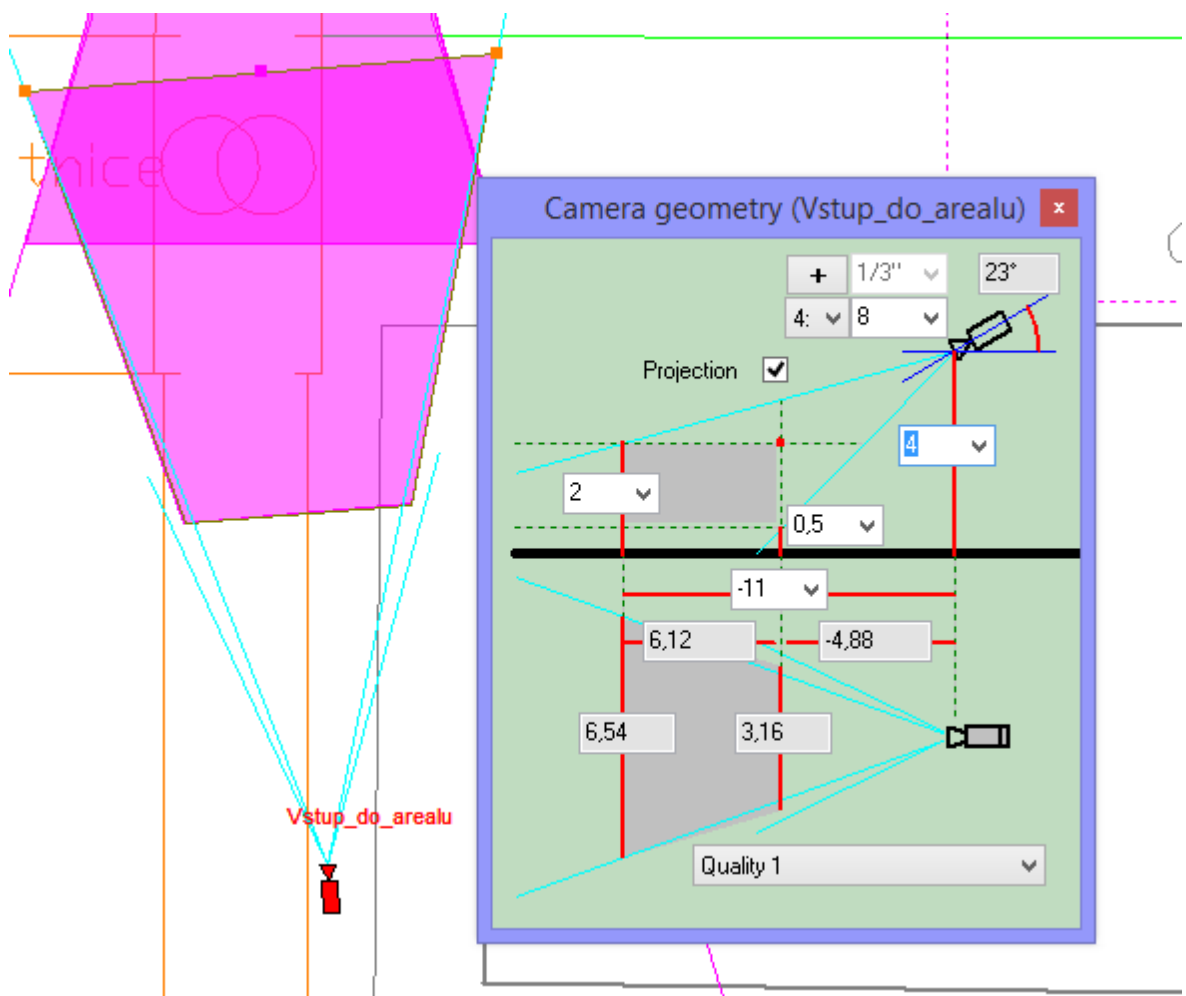 tnice
Camera geometry (Vstup_do_arealu)
x
+ 1/3" 23°
4: 8
Projection
4
2
0,5
-11
6,12 -4,88
6,54 3,16
Vstup_do_arealu
Quality 1